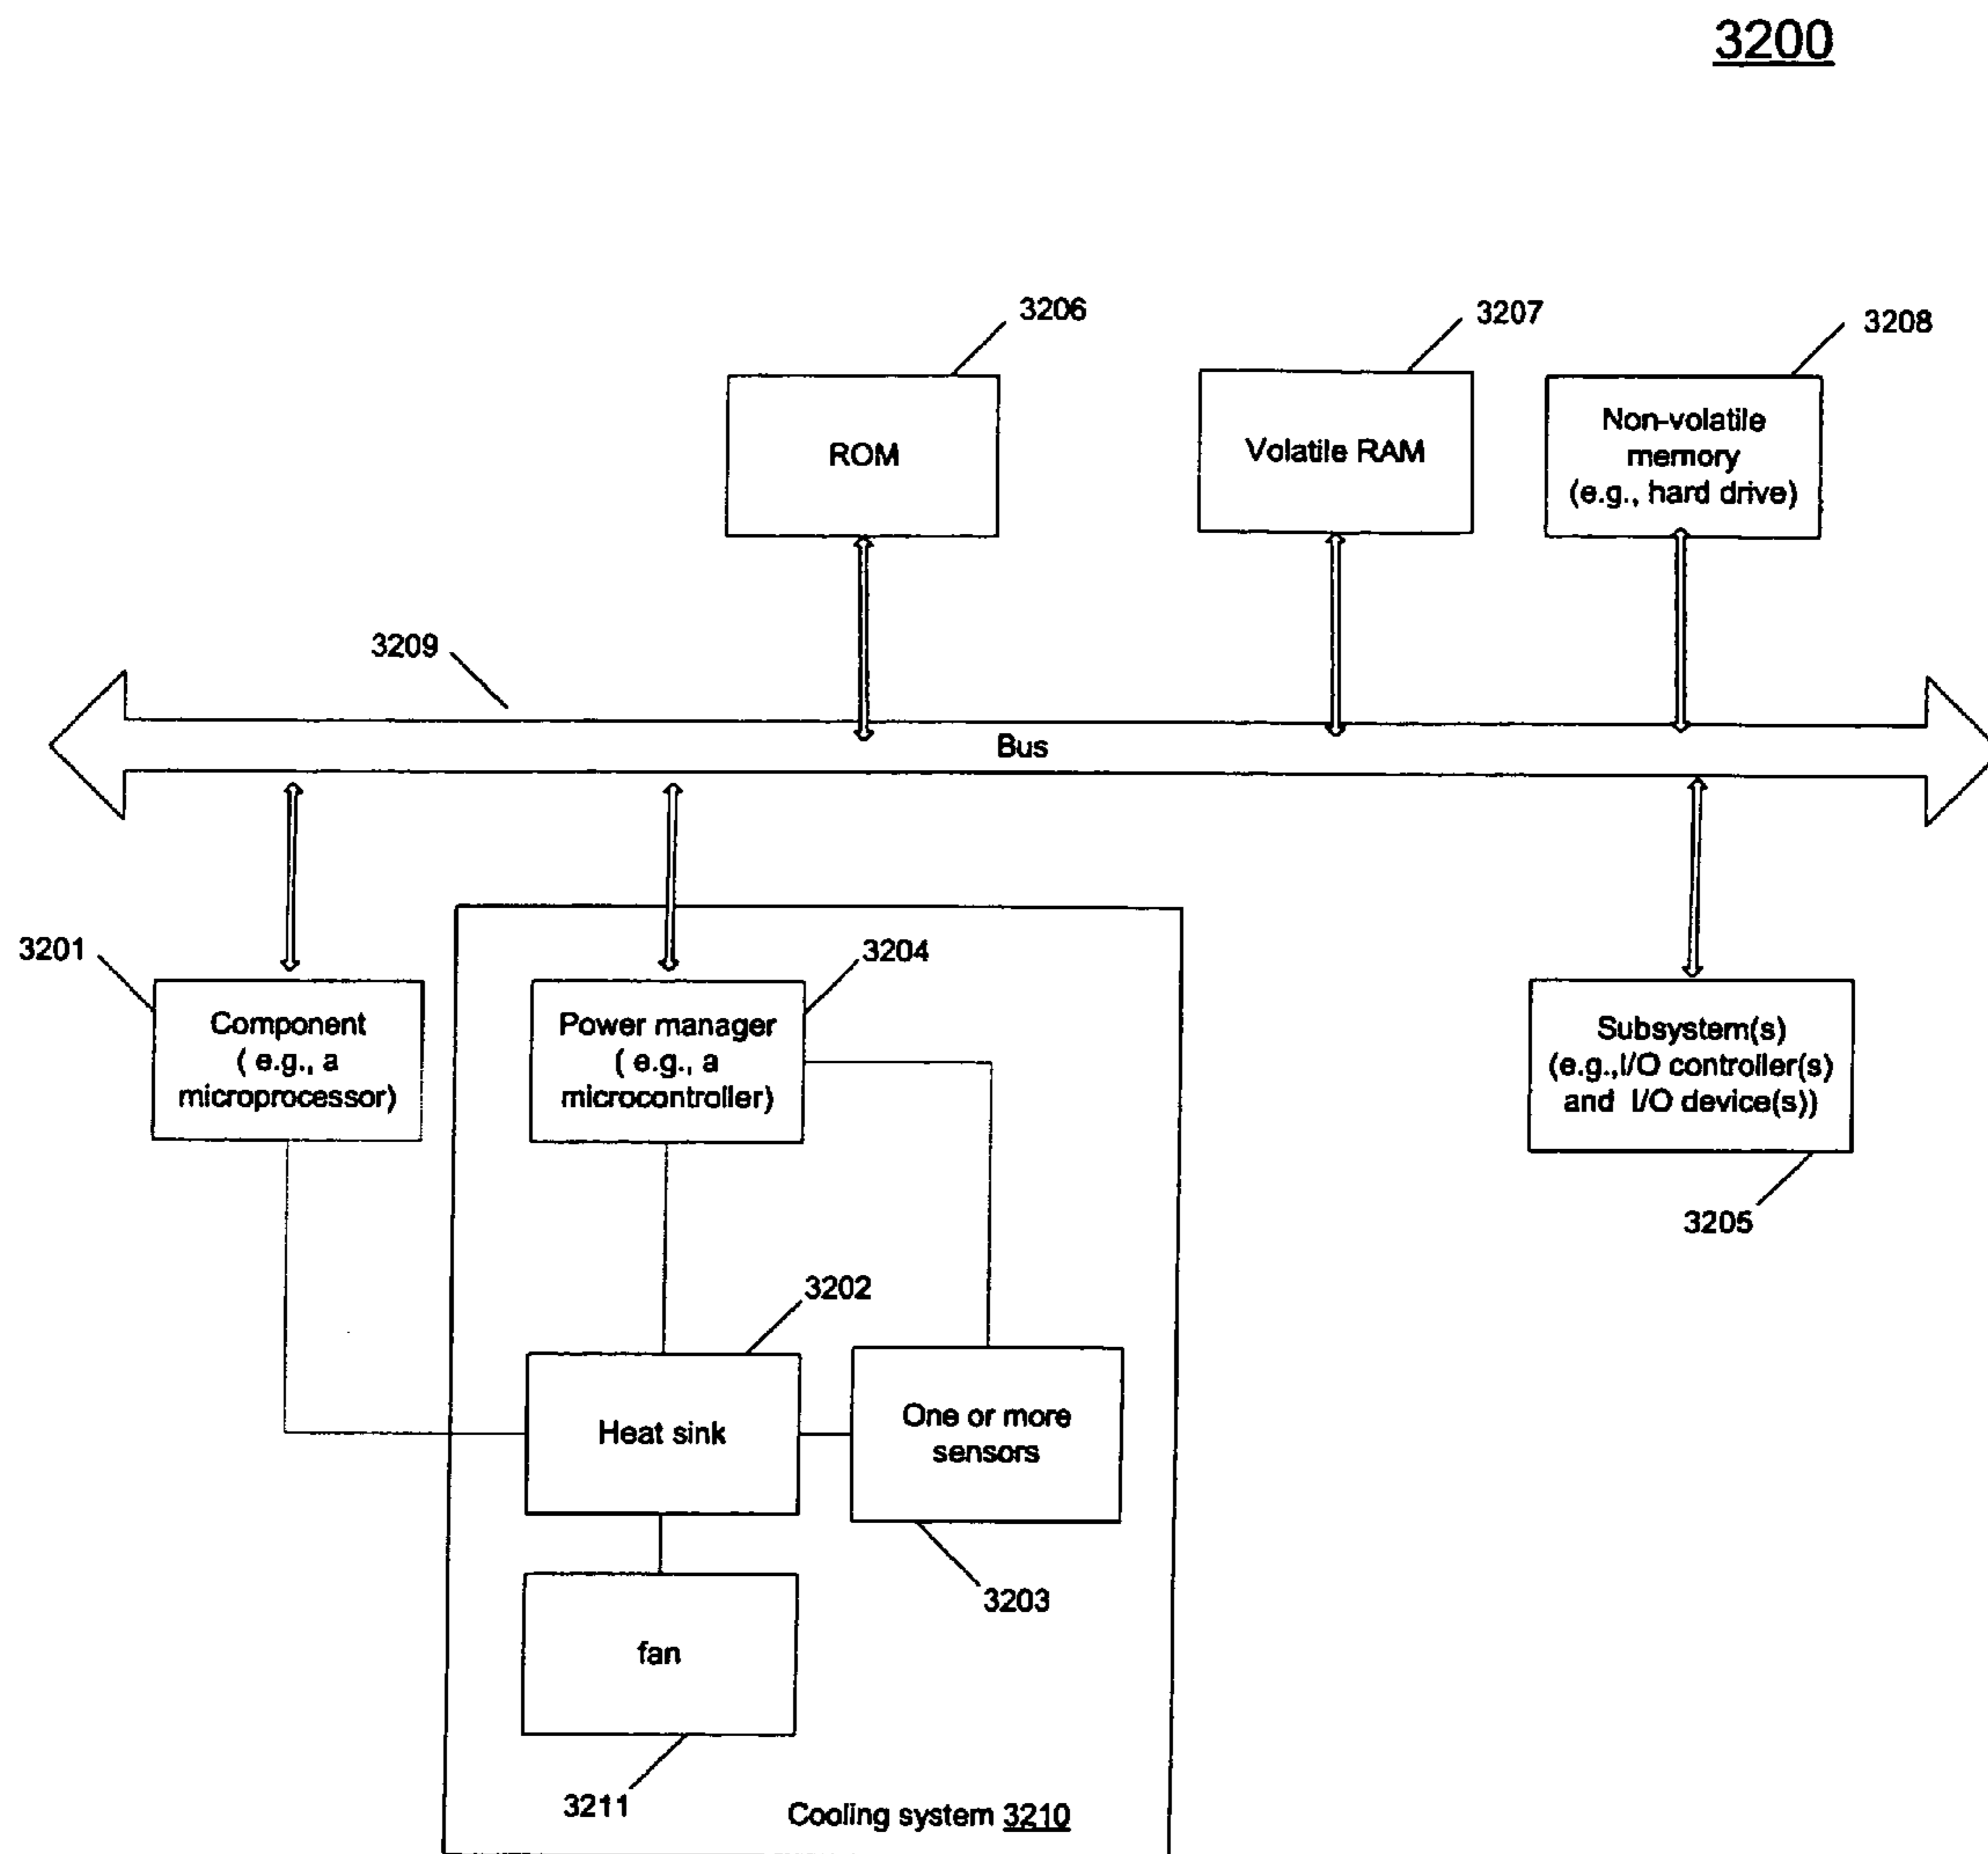 3200
3206
3207
3208
ROM
Volatile RAM
Non-volatile
memory
(e.g., hard drive)
3209
Bus
3201
3204
Component
( e.g., a
microprocessor)
Power manager
( e.g., a
microcontroller)
Subsystem(s)
(e.g.,I/O controller(s)
and I/O device(s))
3205
3202
Heat sink
One or more
sensors
3203
fan
3211
Cooling system 3210